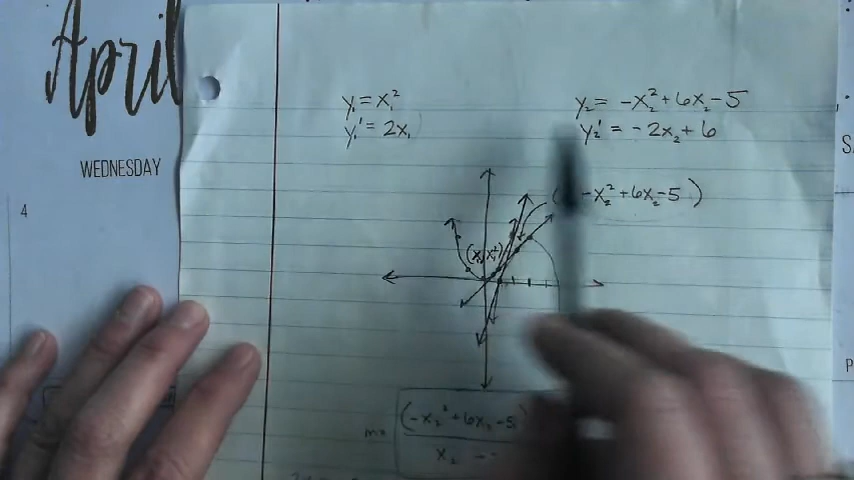 April
WEDNESDAY
4
y₁ = x₁²
y₁' = 2x₁
y₂ = -x₂² + 6x₂ - 5
y₂' = -2x₂ + 6
-x₂² + 6x₂ - 5)
(x₁, x₁²)
m =
(-x₂² + 6x₂ - 5)
x₂ -
S
P